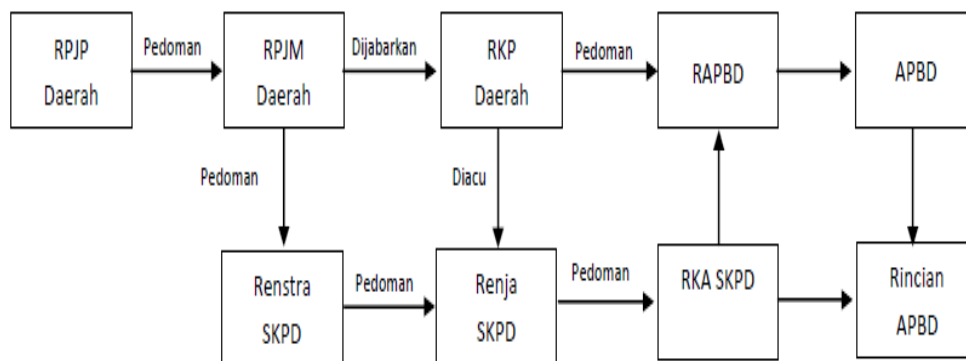 RPJP
Daerah
Pedoman
RPJM
Daerah
Dijabarkan
RKP
Daerah
Pedoman
RAPBD
APBD
Pedoman
Diacu
Renstra
SKPD
Pedoman
Renja
SKPD
Pedoman
RKA SKPD
Rincian
APBD